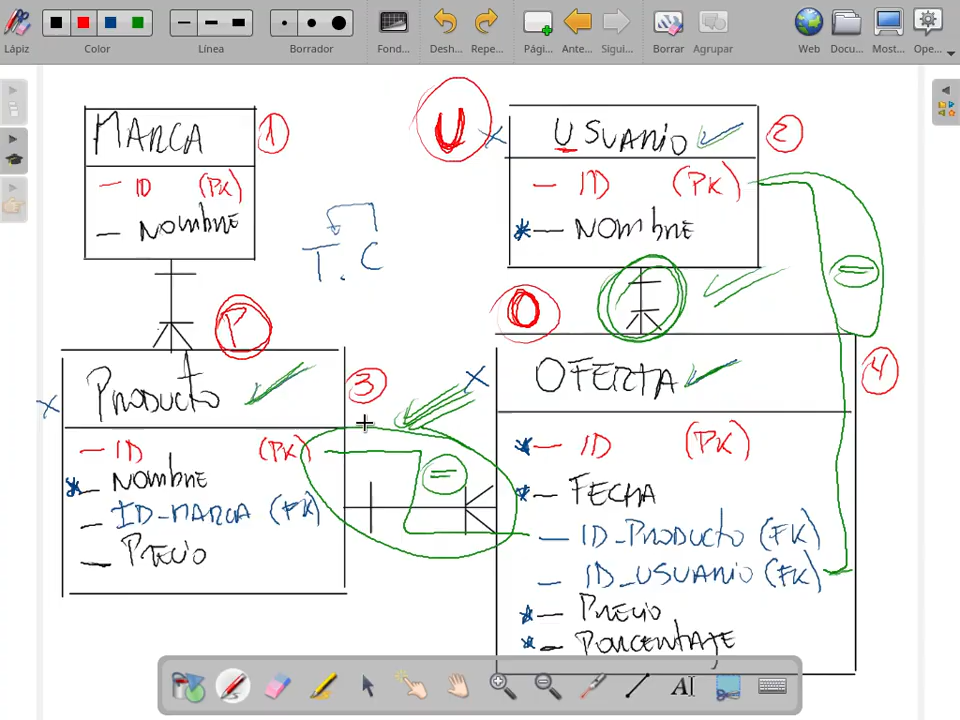 Lápiz Color Línea Borrador Fond... Desh... Repe... Pági... Ante... Sigui... Borrar Agrupar Web Docu... Most... Ope...
MARCA
1
— ID (PK)
— Nombre
T.C
U
USUARIO
2
— ID (PK)
* — Nombre
P
PRODUCTO
3
— ID (PK)
* — Nombre
— ID_MARCA (FK)
— Precio
=
=
O
OFERTA
4
* — ID (PK)
* — FECHA
— ID_Producto (FK)
— ID_USUARIO (FK)
* — Precio
* — Porcentaje